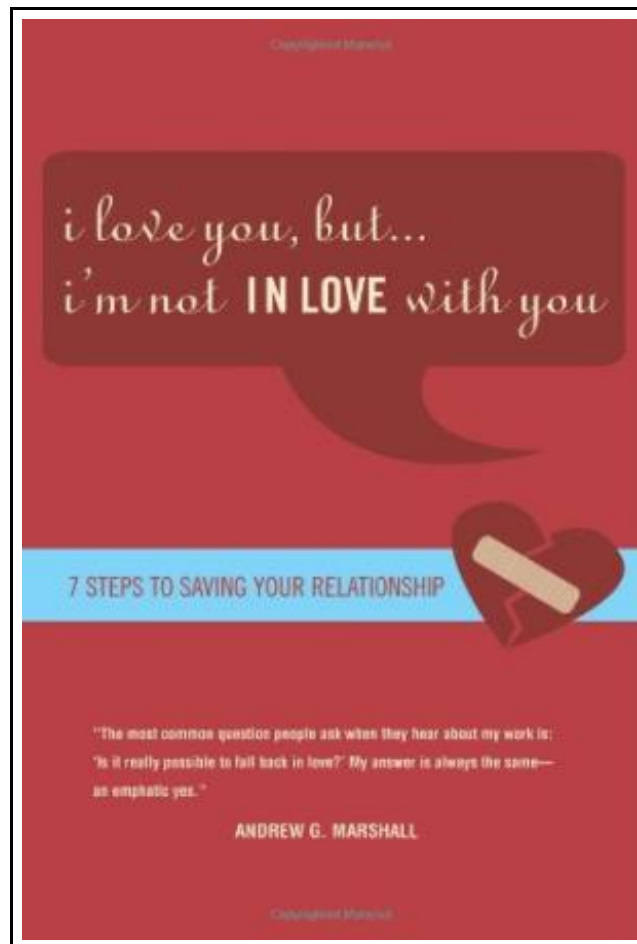 Copyrighted Material
i love you, but...
i'm not IN LOVE with you
7 STEPS TO SAVING YOUR RELATIONSHIP
"The most common question people ask when they hear about my work is:
'Is it really possible to fall back in love?' My answer is always the same—
an emphatic yes."
ANDREW G. MARSHALL
Copyrighted Material